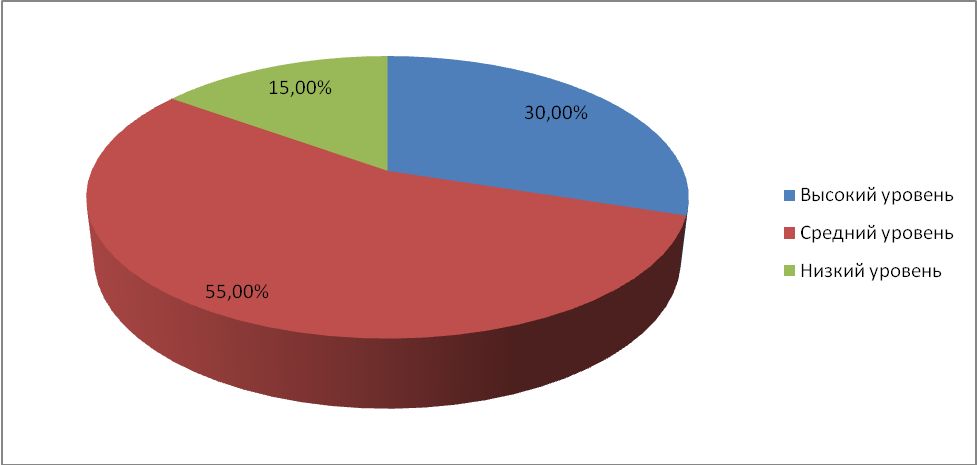 15,00%
30,00%
55,00%
Высокий уровень
Средний уровень
Низкий уровень